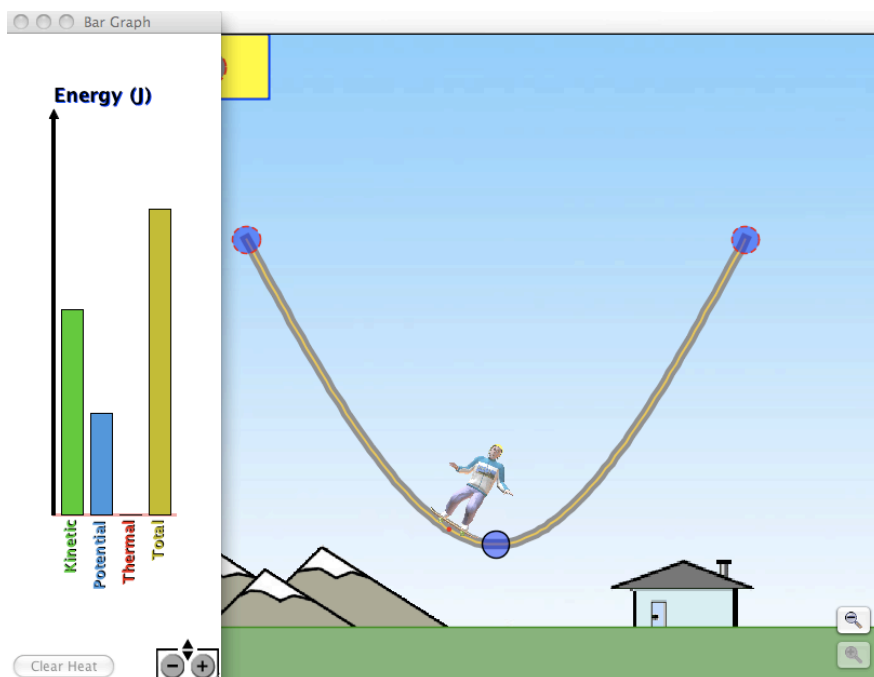 Bar Graph
Energy (J)
Kinetic
Potential
Thermal
Total
Clear Heat